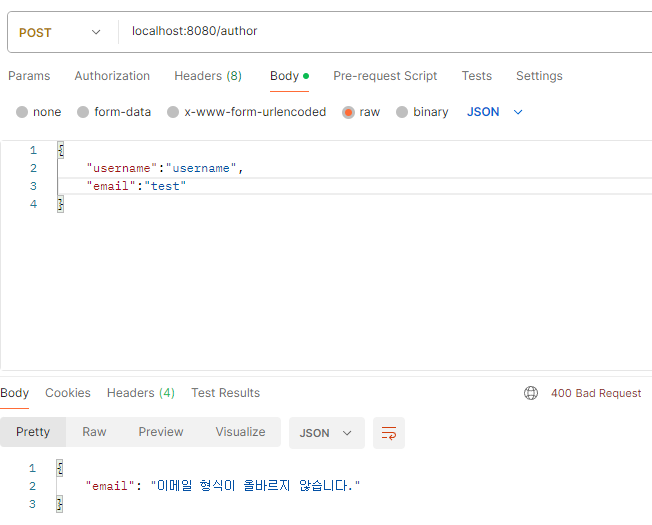 POST localhost:8080/author
Params Authorization Headers (8) Body Pre-request Script Tests Settings
none form-data x-www-form-urlencoded raw binary JSON
1 {
2 "username":"username",
3 "email":"test"
4 }
Body Cookies Headers (4) Test Results 400 Bad Request
Pretty Raw Preview Visualize JSON
1 {
2 "email": "이메일 형식이 올바르지 않습니다."
3 }